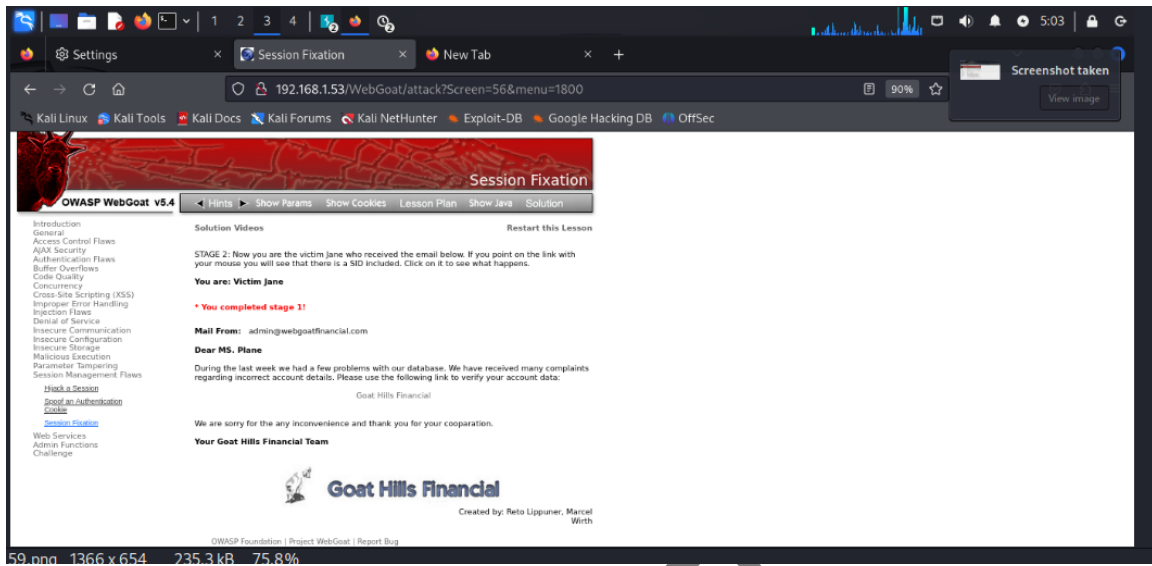 1 2 3 4 5:03
Settings Session Fixation New Tab
Screenshot taken
View image
192.168.1.53/WebGoat/attack?Screen=56&menu=1800 90%
Kali Linux Kali Tools Kali Docs Kali Forums Kali NetHunter Exploit-DB Google Hacking DB OffSec
Session Fixation
OWASP WebGoat v5.4
Hints Show Params Show Cookies Lesson Plan Show Java Solution
Introduction
General
Access Control Flaws
AJAX Security
Authentication Flaws
Buffer Overflows
Code Quality
Concurrency
Cross-Site Scripting (XSS)
Improper Error Handling
Injection Flaws
Denial of Service
Insecure Communication
Insecure Configuration
Insecure Storage
Malicious Execution
Parameter Tampering
Session Management Flaws
Hijack a Session
Spoof an Authentication
Cookie
Session Fixation
Web Services
Admin Functions
Challenge
Solution Videos Restart this Lesson
STAGE 2: Now you are the victim Jane who received the email below. If you point on the link with
your mouse you will see that there is a SID included. Click on it to see what happens.
You are: Victim Jane
* You completed stage 1!
Mail From: admin@webgoatfinancial.com
Dear MS. Plane
During the last week we had a few problems with our database. We have received many complaints
regarding incorrect account details. Please use the following link to verify your account data:
Goat Hills Financial
We are sorry for the any inconvenience and thank you for your cooparation.
Your Goat Hills Financial Team
Goat Hills Financial
Created by: Reto Lippuner, Marcel
Wirth
OWASP Foundation | Project WebGoat | Report Bug
59.png 1366 x 654 235.3 kB 75.8%